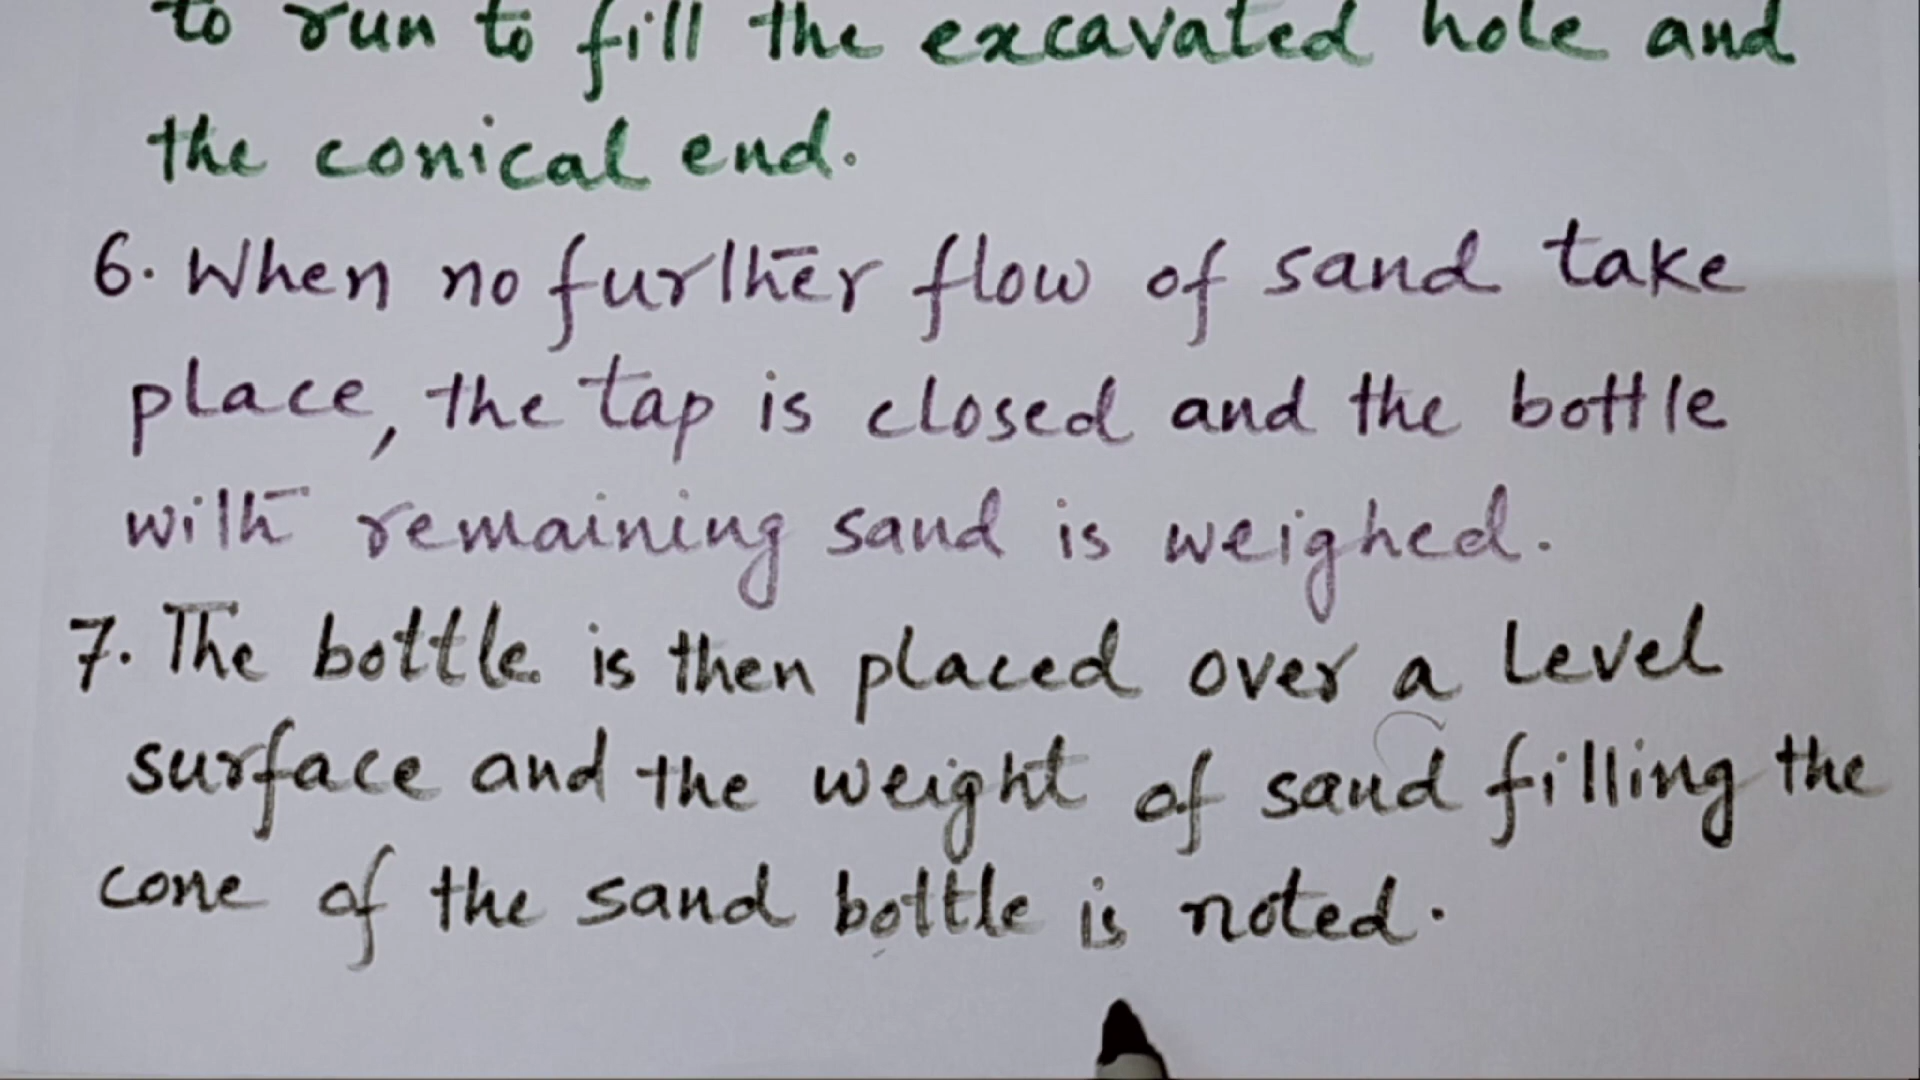 to run to fill the excavated hole and
the conical end.
6. When no further flow of sand take
place, the tap is closed and the bottle
with remaining sand is weighed.
7. The bottle is then placed over a level
surface and the weight of sand filling the
cone of the sand bottle is noted.